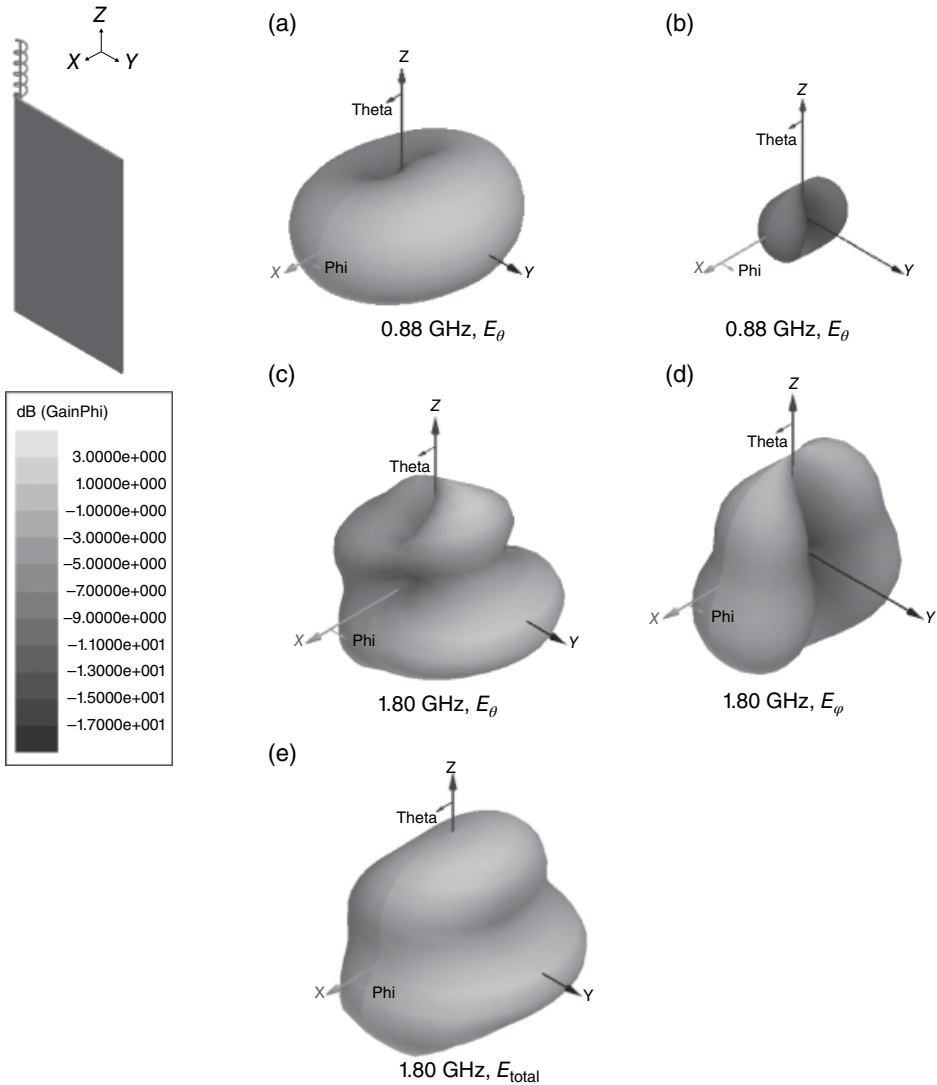 Z
X Y
(a)
Z
Theta
X
Phi
Y
0.88 GHz, Eθ
(b)
Z
Theta
X
Phi
Y
0.88 GHz, Eθ
dB (GainPhi)
3.0000e+000
1.0000e+000
−1.0000e+000
−3.0000e+000
−5.0000e+000
−7.0000e+000
−9.0000e+000
−1.1000e+001
−1.3000e+001
−1.5000e+001
−1.7000e+001
(c)
Z
Theta
X
Phi
Y
1.80 GHz, Eθ
(d)
Z
Theta
X
Phi
Y
1.80 GHz, Eφ
(e)
Z
Theta
X
Phi
Y
1.80 GHz, Etotal